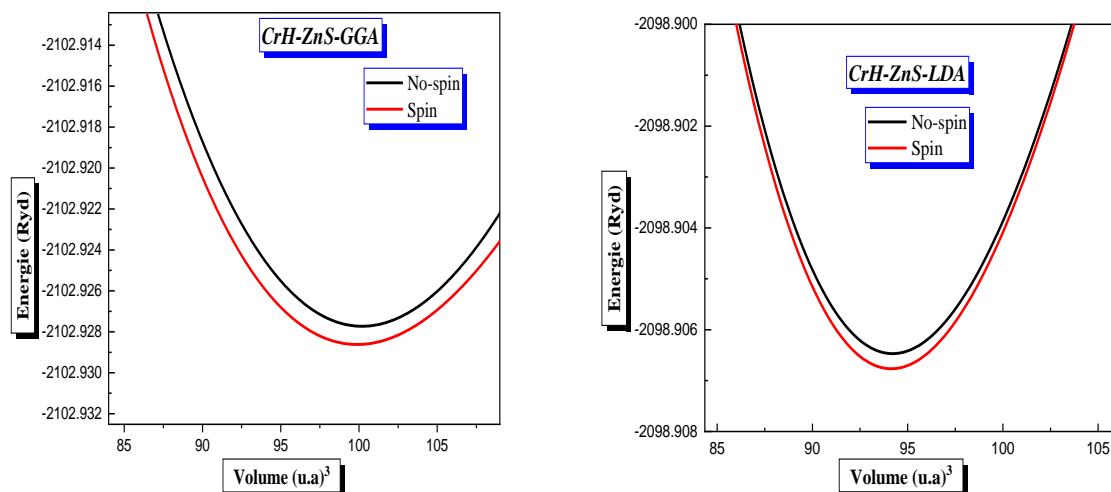 CrH-ZnS-GGA
No-spin
Spin
-2102.914
-2102.916
-2102.918
-2102.920
-2102.922
-2102.924
-2102.926
-2102.928
-2102.930
-2102.932
Energie (Ryd)
85 90 95 100 105
Volume (u.a)³
CrH-ZnS-LDA
No-spin
Spin
-2098.900
-2098.902
-2098.904
-2098.906
-2098.908
Energie (Ryd)
85 90 95 100 105
Volume (u.a)³